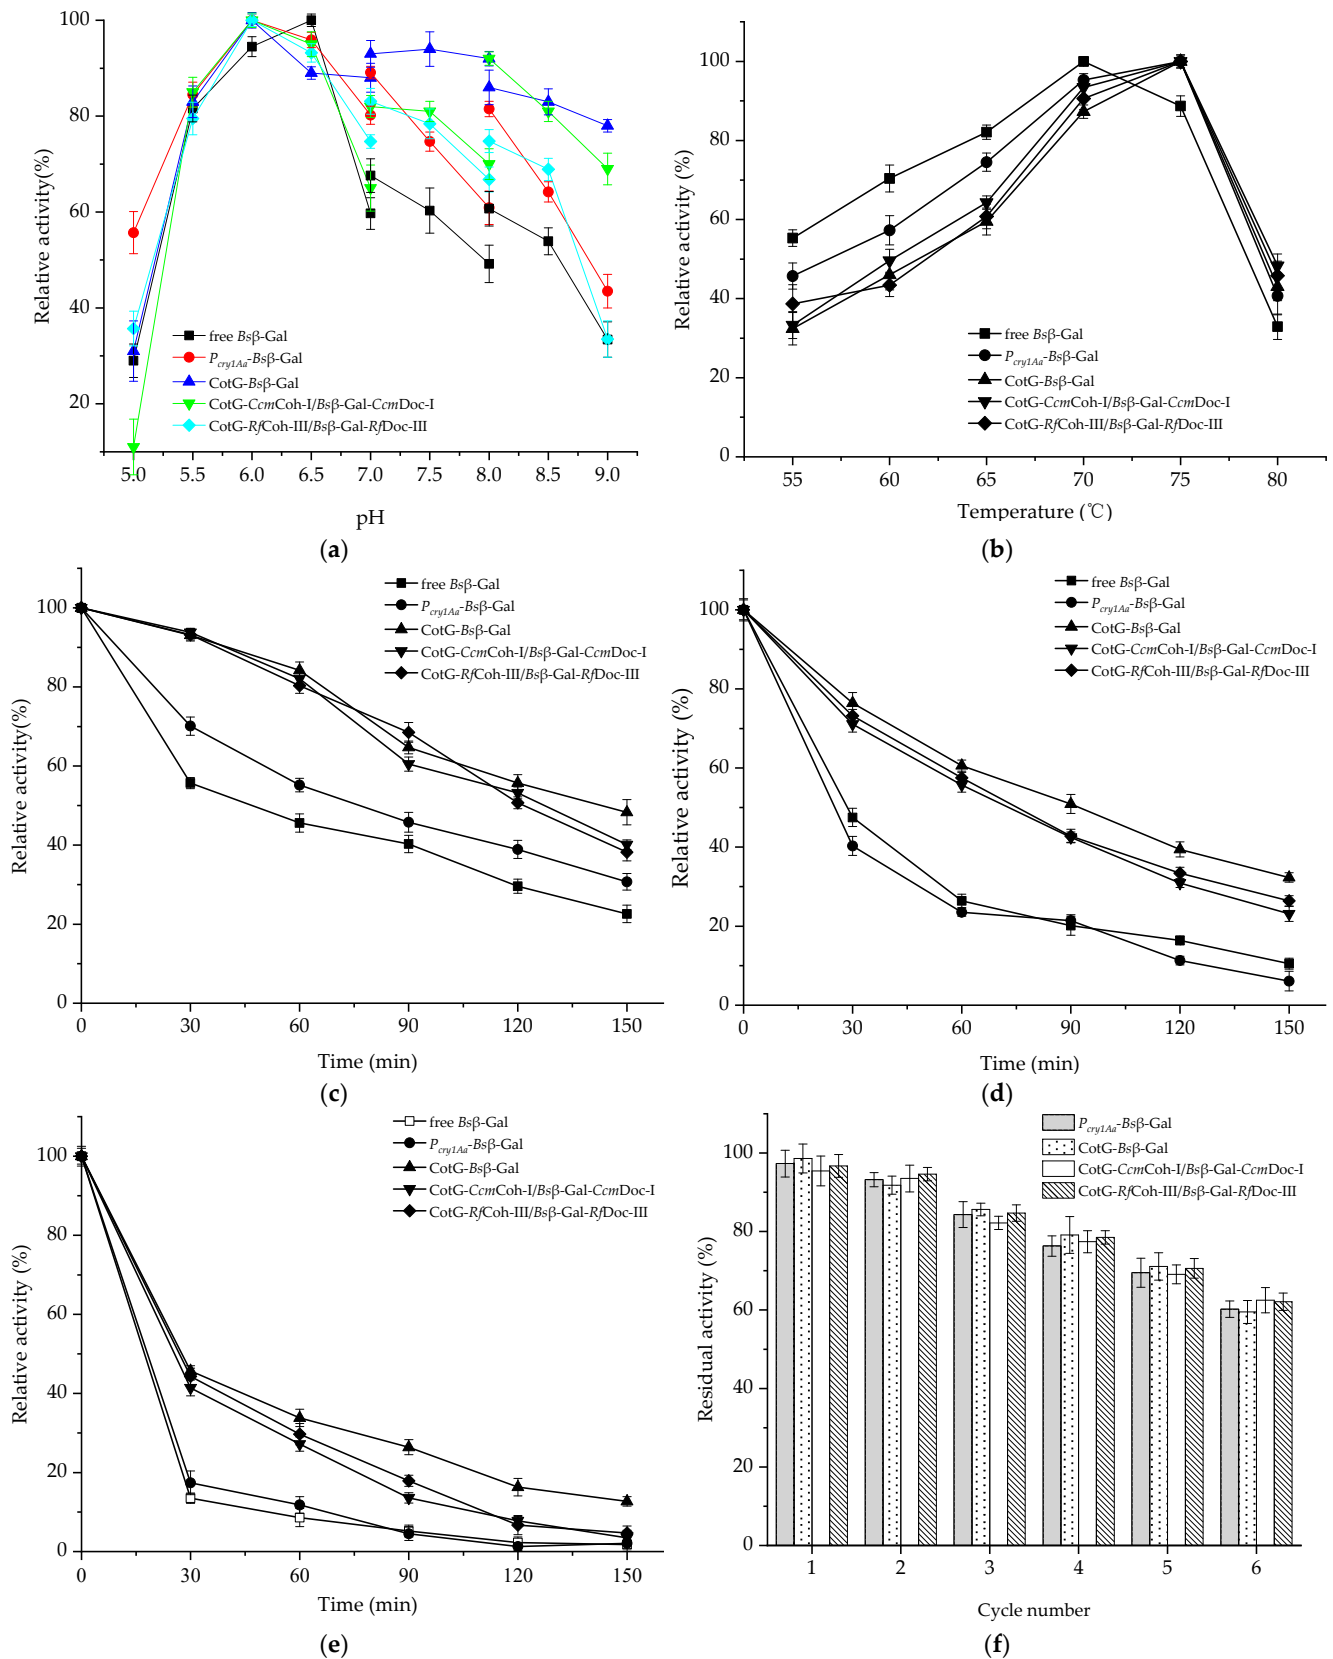 100
80
60
40
20
Relative activity(%)
free Bsβ-Gal
Pcry1Aa-Bsβ-Gal
CotG-Bsβ-Gal
CotG-CcmCoh-I/Bsβ-Gal-CcmDoc-I
CotG-RfCoh-III/Bsβ-Gal-RfDoc-III
5.0 5.5 6.0 6.5 7.0 7.5 8.0 8.5 9.0
pH
(a)
100
80
60
40
20
0
Relative activity (%)
free Bsβ-Gal
Pcry1Aa-Bsβ-Gal
CotG-Bsβ-Gal
CotG-CcmCoh-I/Bsβ-Gal-CcmDoc-I
CotG-RfCoh-III/Bsβ-Gal-RfDoc-III
55 60 65 70 75 80
Temperature (℃)
(b)
100
80
60
40
20
0
Relative activity(%)
free Bsβ-Gal
Pcry1Aa-Bsβ-Gal
CotG-Bsβ-Gal
CotG-CcmCoh-I/Bsβ-Gal-CcmDoc-I
CotG-RfCoh-III/Bsβ-Gal-RfDoc-III
0 30 60 90 120 150
Time (min)
(c)
100
80
60
40
20
0
Relative activity (%)
free Bsβ-Gal
Pcry1Aa-Bsβ-Gal
CotG-Bsβ-Gal
CotG-CcmCoh-I/Bsβ-Gal-CcmDoc-I
CotG-RfCoh-III/Bsβ-Gal-RfDoc-III
0 30 60 90 120 150
Time (min)
(d)
100
80
60
40
20
0
Relative activity (%)
free Bsβ-Gal
Pcry1Aa-Bsβ-Gal
CotG-Bsβ-Gal
CotG-CcmCoh-I/Bsβ-Gal-CcmDoc-I
CotG-RfCoh-III/Bsβ-Gal-RfDoc-III
0 30 60 90 120 150
Time (min)
(e)
100
80
60
40
20
0
Residual activity (%)
Pcry1Aa-Bsβ-Gal
CotG-Bsβ-Gal
CotG-CcmCoh-I/Bsβ-Gal-CcmDoc-I
CotG-RfCoh-III/Bsβ-Gal-RfDoc-III
1 2 3 4 5 6
Cycle number
(f)